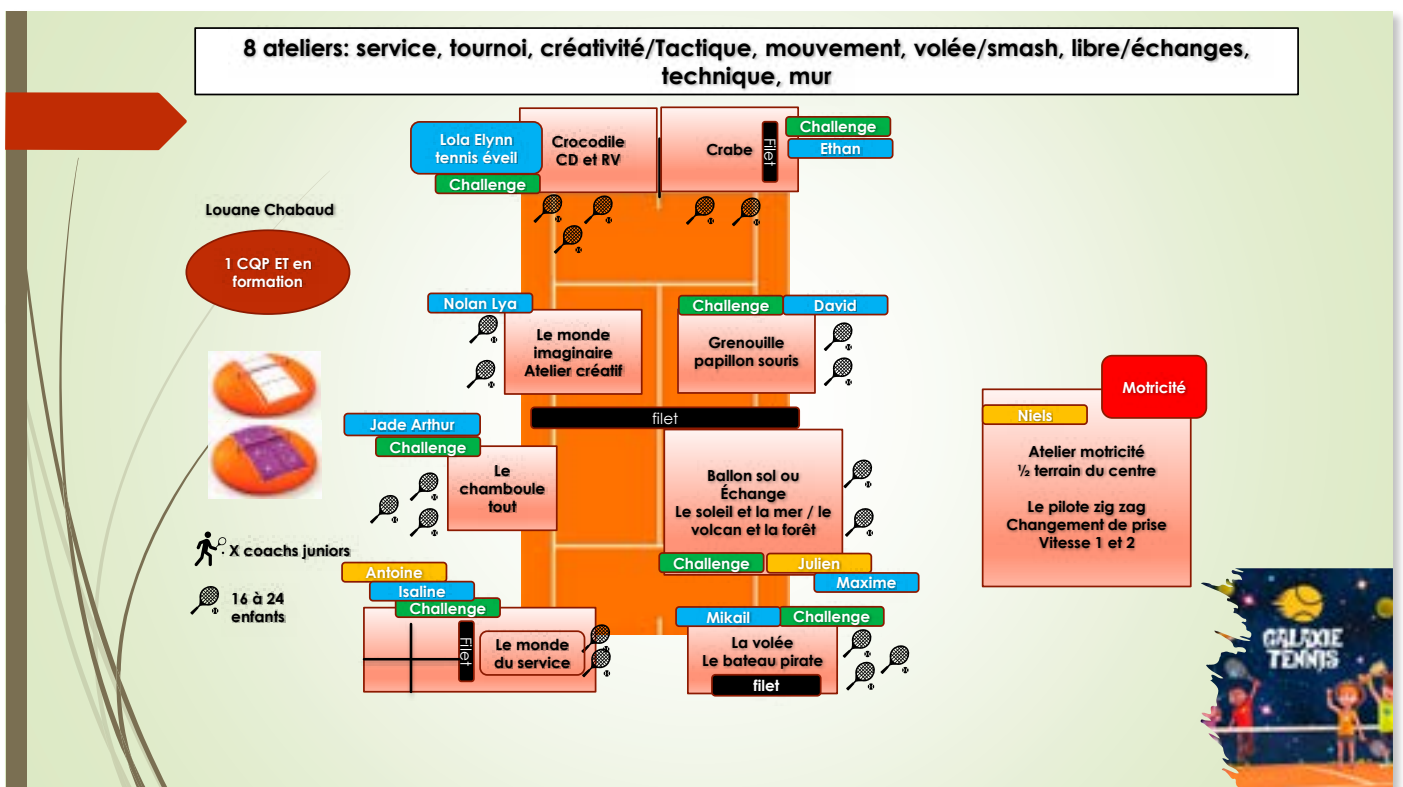 8 ateliers: service, tournoi, créativité/Tactique, mouvement, volée/smash, libre/échanges,
technique, mur
Lola Elynn
tennis éveil
Challenge
Crocodile
CD et RV
Crabe
Filet
Challenge
Ethan
Louane Chabaud
1 CQP ET en
formation
Nolan Lya
Le monde
imaginaire
Atelier créatif
Challenge
David
Grenouille
papillon souris
filet
Jade Arthur
Challenge
Le
chamboule
tout
Ballon sol ou
Échange
Le soleil et la mer / le
volcan et la forêt
Challenge
Julien
Maxime
Motricité
Niels
Atelier motricité
½ terrain du centre
Le pilote zig zag
Changement de prise
Vitesse 1 et 2
X coachs juniors
16 à 24
enfants
Antoine
Isaline
Challenge
Filet
Le monde
du service
Mikail
Challenge
La volée
Le bateau pirate
filet
GALAXIE
TENNIS